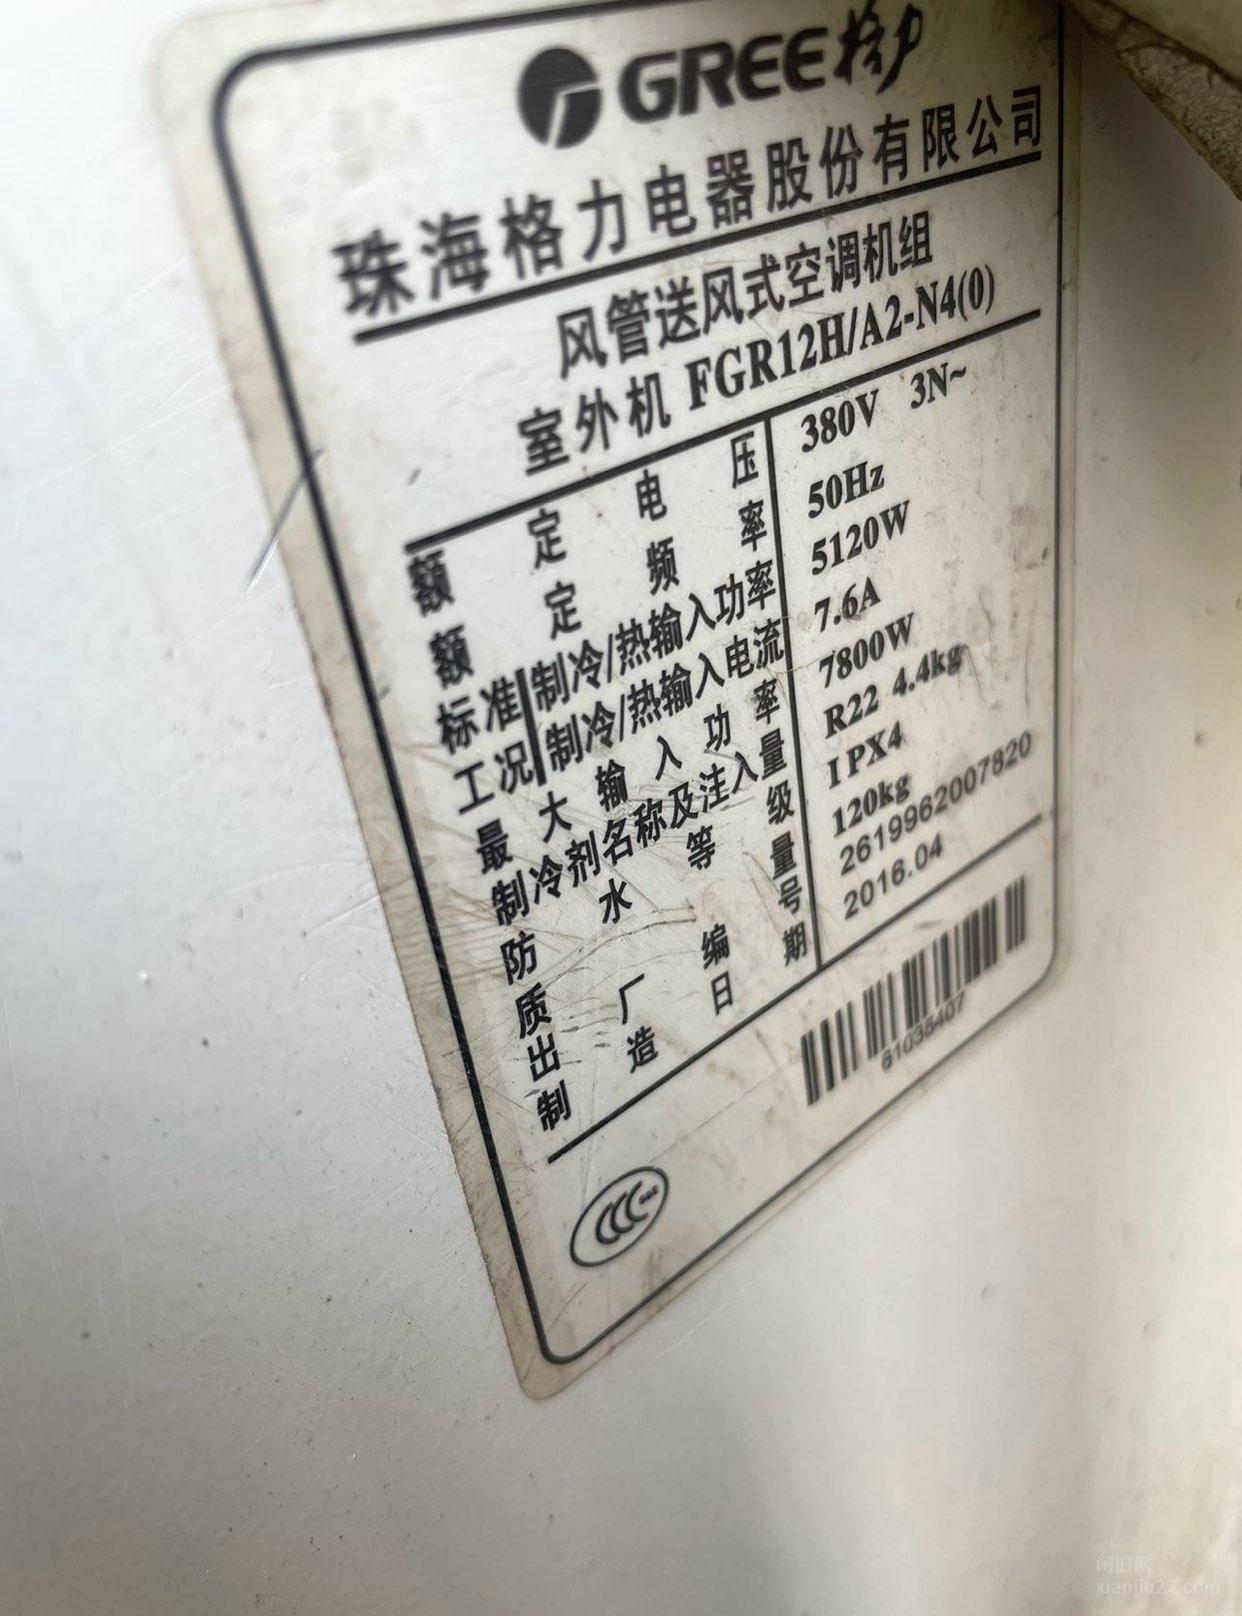 GREE格力
珠海格力电器股份有限公司
风管送风式空调机组
室外机 FGR12H/A2-N4(0)
额定电压 380V 3N~
额定频率 50Hz
标准工况 制冷/热输入功率 5120W
制冷/热输入电流 7.6A
最大输入功率 7800W
制冷剂名称及注入量 R22 4.4kg
防水等级 IPX4
质量 120kg
出厂编号 2619962007820
制造日期 2016.04
61035407
CCC
闲旧网
xianjiu22.com